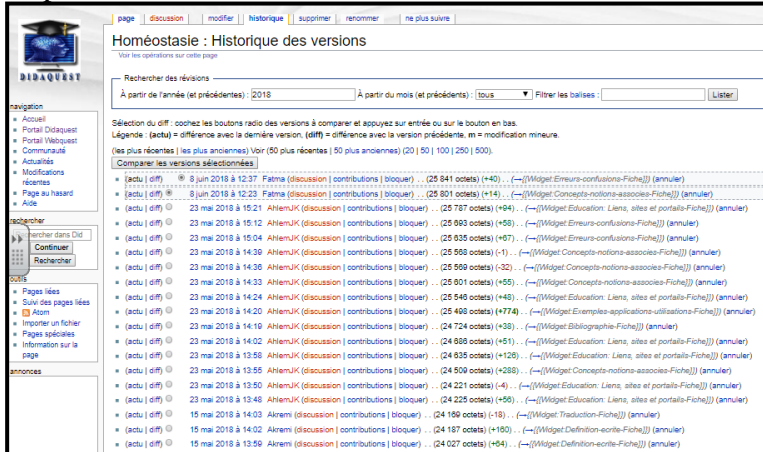 page discussion modifier historique supprimer renommer ne plus suivre
Homéostasie : Historique des versions
Voir les opérations sur cette page
DIDAQUEST
Rechercher des révisions
À partir de l'année (et précédentes) : 2018 À partir du mois (et précédents) : tous Filtrer les balises : Lister
navigation
Accueil
Portail Didaquest
Portail Webquest
Communauté
Actualités
Modifications
récentes
Page au hasard
Aide
rechercher
ercher dans Did
Continuer
Rechercher
outils
Pages liées
Suivi des pages liées
Atom
Importer un fichier
Pages spéciales
Information sur la
page
annonces
Sélection du diff : cochez les boutons radio des versions à comparer et appuyez sur entrée ou sur le bouton en bas.
Légende : (actu) = différence avec la dernière version, (diff) = différence avec la version précédente, m = modification mineure.
(les plus récentes | les plus anciennes) Voir (50 plus récentes | 50 plus anciennes) (20 | 50 | 100 | 250 | 500).
Comparer les versions sélectionnées
(actu | diff) 8 juin 2018 à 12:37 Fatma (discussion | contributions | bloquer) . . (25 841 octets) (+40) . . (→{{Widget:Erreurs-confusions-Fiche}}) (annuler)
(actu | diff) 8 juin 2018 à 12:23 Fatma (discussion | contributions | bloquer) . . (25 801 octets) (+14) . . (→{{Widget:Concepts-notions-associes-Fiche}}) (annuler)
(actu | diff) 23 mai 2018 à 15:21 AhlemJK (discussion | contributions | bloquer) . . (25 787 octets) (+94) . . (→{{Widget:Education: Liens, sites et portails-Fiche}}) (annuler)
(actu | diff) 23 mai 2018 à 15:12 AhlemJK (discussion | contributions | bloquer) . . (25 693 octets) (+58) . . (→{{Widget:Erreurs-confusions-Fiche}}) (annuler)
(actu | diff) 23 mai 2018 à 15:04 AhlemJK (discussion | contributions | bloquer) . . (25 635 octets) (+67) . . (→{{Widget:Erreurs-confusions-Fiche}}) (annuler)
(actu | diff) 23 mai 2018 à 14:39 AhlemJK (discussion | contributions | bloquer) . . (25 568 octets) (-1) . . (→{{Widget:Concepts-notions-associes-Fiche}}) (annuler)
(actu | diff) 23 mai 2018 à 14:36 AhlemJK (discussion | contributions | bloquer) . . (25 569 octets) (-32) . . (→{{Widget:Concepts-notions-associes-Fiche}}) (annuler)
(actu | diff) 23 mai 2018 à 14:33 AhlemJK (discussion | contributions | bloquer) . . (25 601 octets) (+55) . . (→{{Widget:Concepts-notions-associes-Fiche}}) (annuler)
(actu | diff) 23 mai 2018 à 14:24 AhlemJK (discussion | contributions | bloquer) . . (25 546 octets) (+48) . . (→{{Widget:Education: Liens, sites et portails-Fiche}}) (annuler)
(actu | diff) 23 mai 2018 à 14:20 AhlemJK (discussion | contributions | bloquer) . . (25 498 octets) (+774) . . (→{{Widget:Exemples-applications-utilisations-Fiche}}) (annuler)
(actu | diff) 23 mai 2018 à 14:19 AhlemJK (discussion | contributions | bloquer) . . (24 724 octets) (+38) . . (→{{Widget:Bibliographie-Fiche}}) (annuler)
(actu | diff) 23 mai 2018 à 14:02 AhlemJK (discussion | contributions | bloquer) . . (24 686 octets) (+51) . . (→{{Widget:Education: Liens, sites et portails-Fiche}}) (annuler)
(actu | diff) 23 mai 2018 à 13:58 AhlemJK (discussion | contributions | bloquer) . . (24 635 octets) (+126) . . (→{{Widget:Education: Liens, sites et portails-Fiche}}) (annuler)
(actu | diff) 23 mai 2018 à 13:55 AhlemJK (discussion | contributions | bloquer) . . (24 509 octets) (+288) . . (→{{Widget:Concepts-notions-associes-Fiche}}) (annuler)
(actu | diff) 23 mai 2018 à 13:50 AhlemJK (discussion | contributions | bloquer) . . (24 221 octets) (-4) . . (→{{Widget:Education: Liens, sites et portails-Fiche}}) (annuler)
(actu | diff) 23 mai 2018 à 13:48 AhlemJK (discussion | contributions | bloquer) . . (24 225 octets) (+56) . . (→{{Widget:Education: Liens, sites et portails-Fiche}}) (annuler)
(actu | diff) 15 mai 2018 à 14:03 Akremi (discussion | contributions | bloquer) . . (24 169 octets) (-18) . . (→{{Widget:Traduction-Fiche}}) (annuler)
(actu | diff) 15 mai 2018 à 14:02 Akremi (discussion | contributions | bloquer) . . (24 187 octets) (+160) . . (→{{Widget:Definition-ecrite-Fiche}}) (annuler)
(actu | diff) 15 mai 2018 à 13:59 Akremi (discussion | contributions | bloquer) . . (24 027 octets) (+64) . . (→{{Widget:Definition-ecrite-Fiche}}) (annuler)